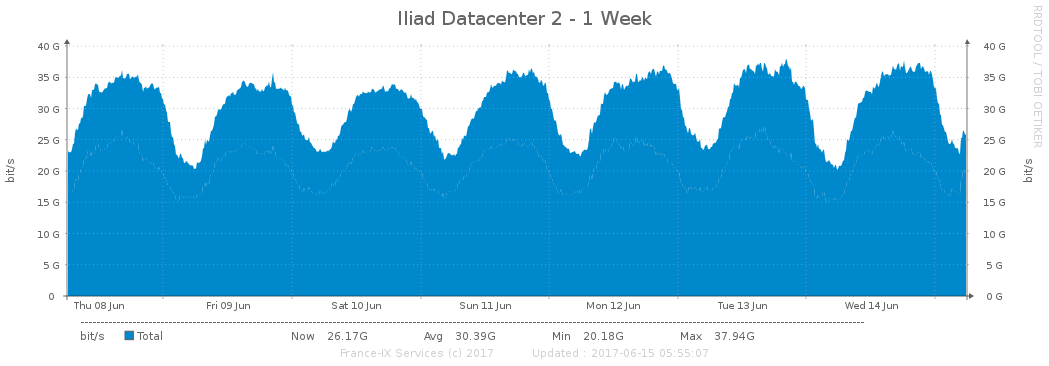 Iliad Datacenter 2 - 1 Week
RRDTOOL / TOBI OETIKER
bit/s
40 G 40 G
35 G 35 G
30 G 30 G
25 G 25 G
20 G 20 G
15 G 15 G
10 G 10 G
5 G 5 G
0 0 G
bit/s
Thu 08 Jun Fri 09 Jun Sat 10 Jun Sun 11 Jun Mon 12 Jun Tue 13 Jun Wed 14 Jun
bit/s Total Now 26.17G Avg 30.39G Min 20.18G Max 37.94G
France-IX Services (c) 2017 Updated : 2017-06-15 05:55:07